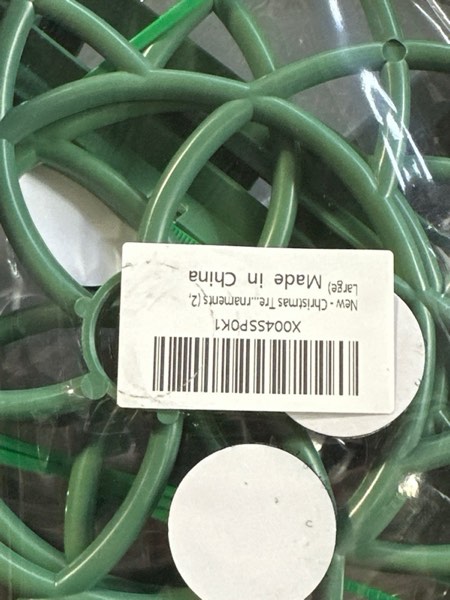 X004SSP0K1
New - Christmas Tre...rnaments (2
Large)
Made in China